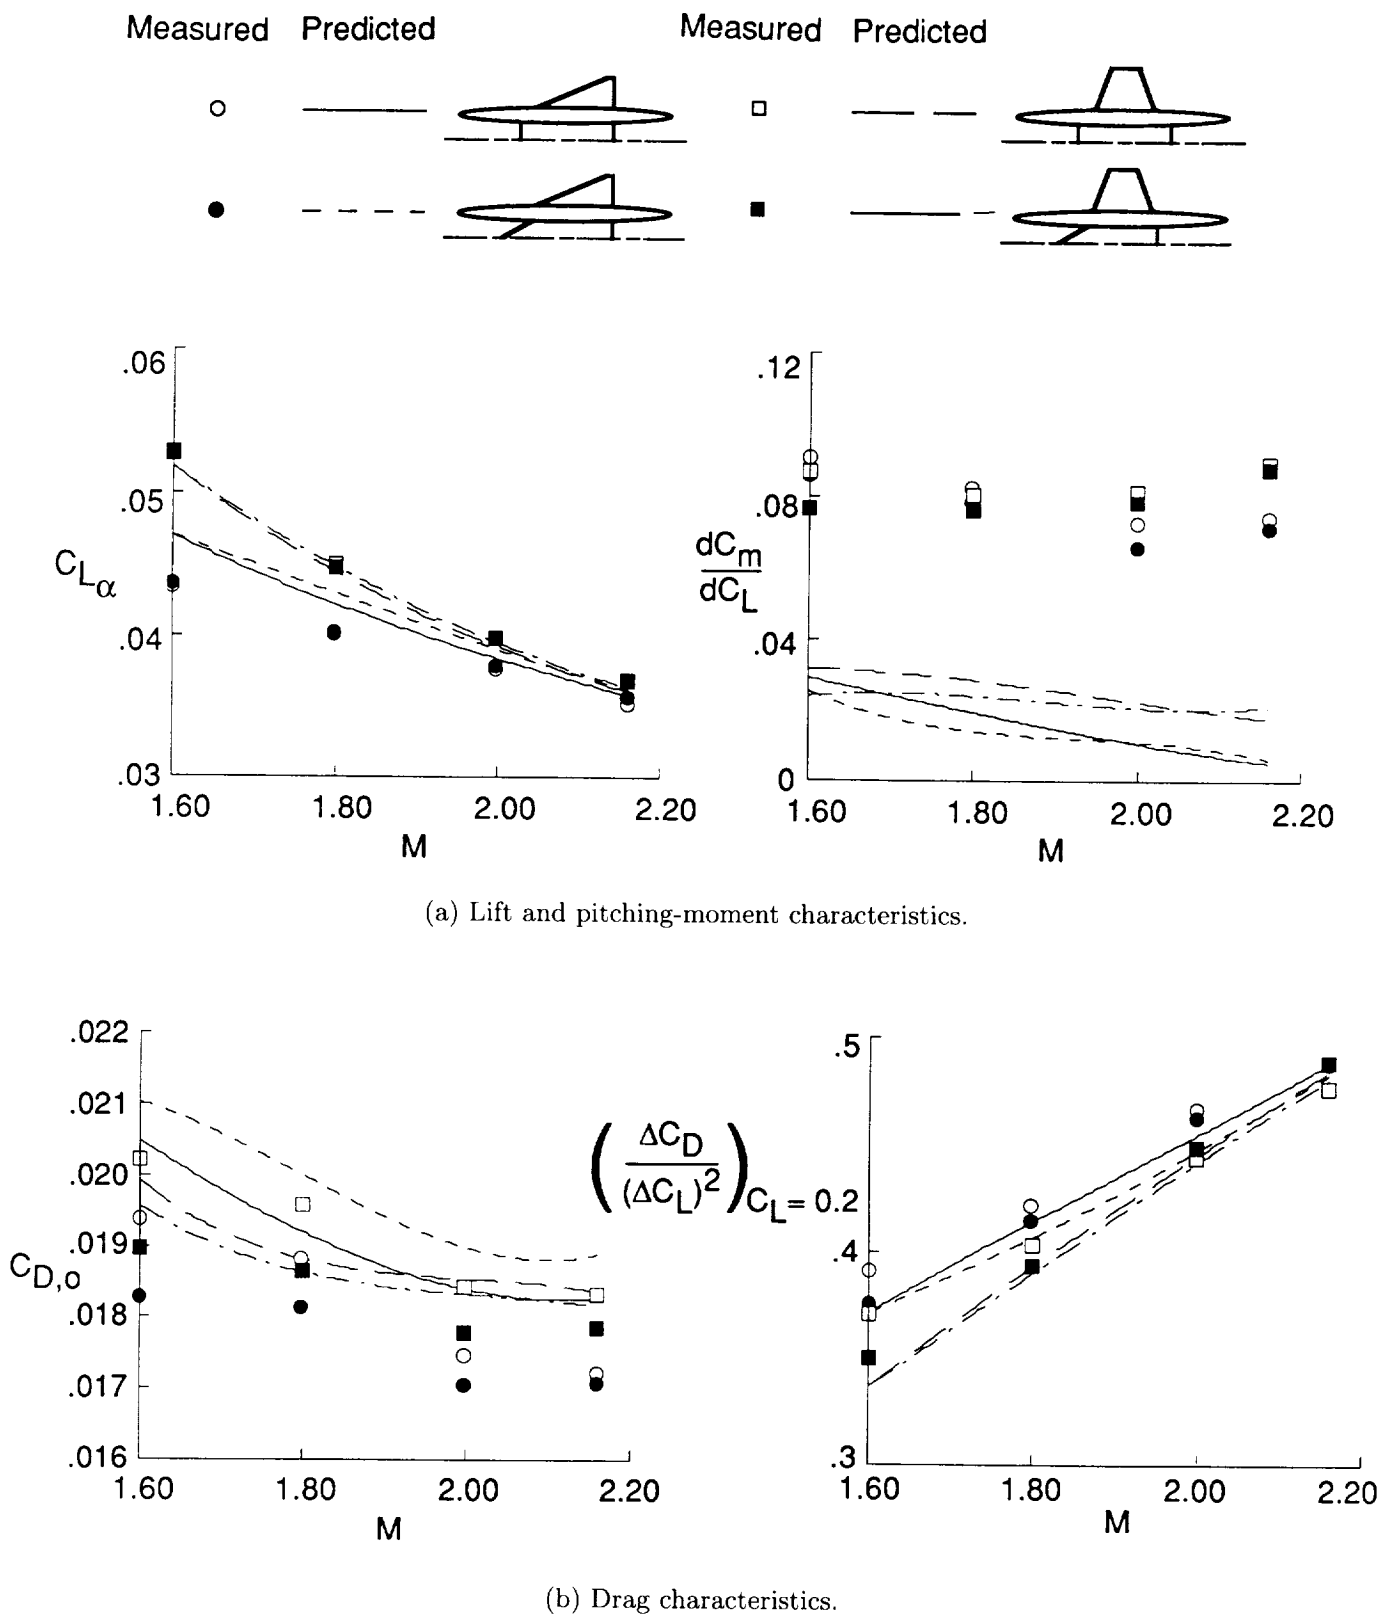 Measured Predicted Measured Predicted
.06
.05
.04
.03
C_Lα
1.60 1.80 2.00 2.20
M
.12
.08
.04
0
dC_m
dC_L
1.60 1.80 2.00 2.20
M
(a) Lift and pitching-moment characteristics.
.022
.021
.020
.019
.018
.017
.016
C_D,o
1.60 1.80 2.00 2.20
M
.5
.4
.3
(ΔC_D
(ΔC_L)²)C_L = 0.2
1.60 1.80 2.00 2.20
M
(b) Drag characteristics.